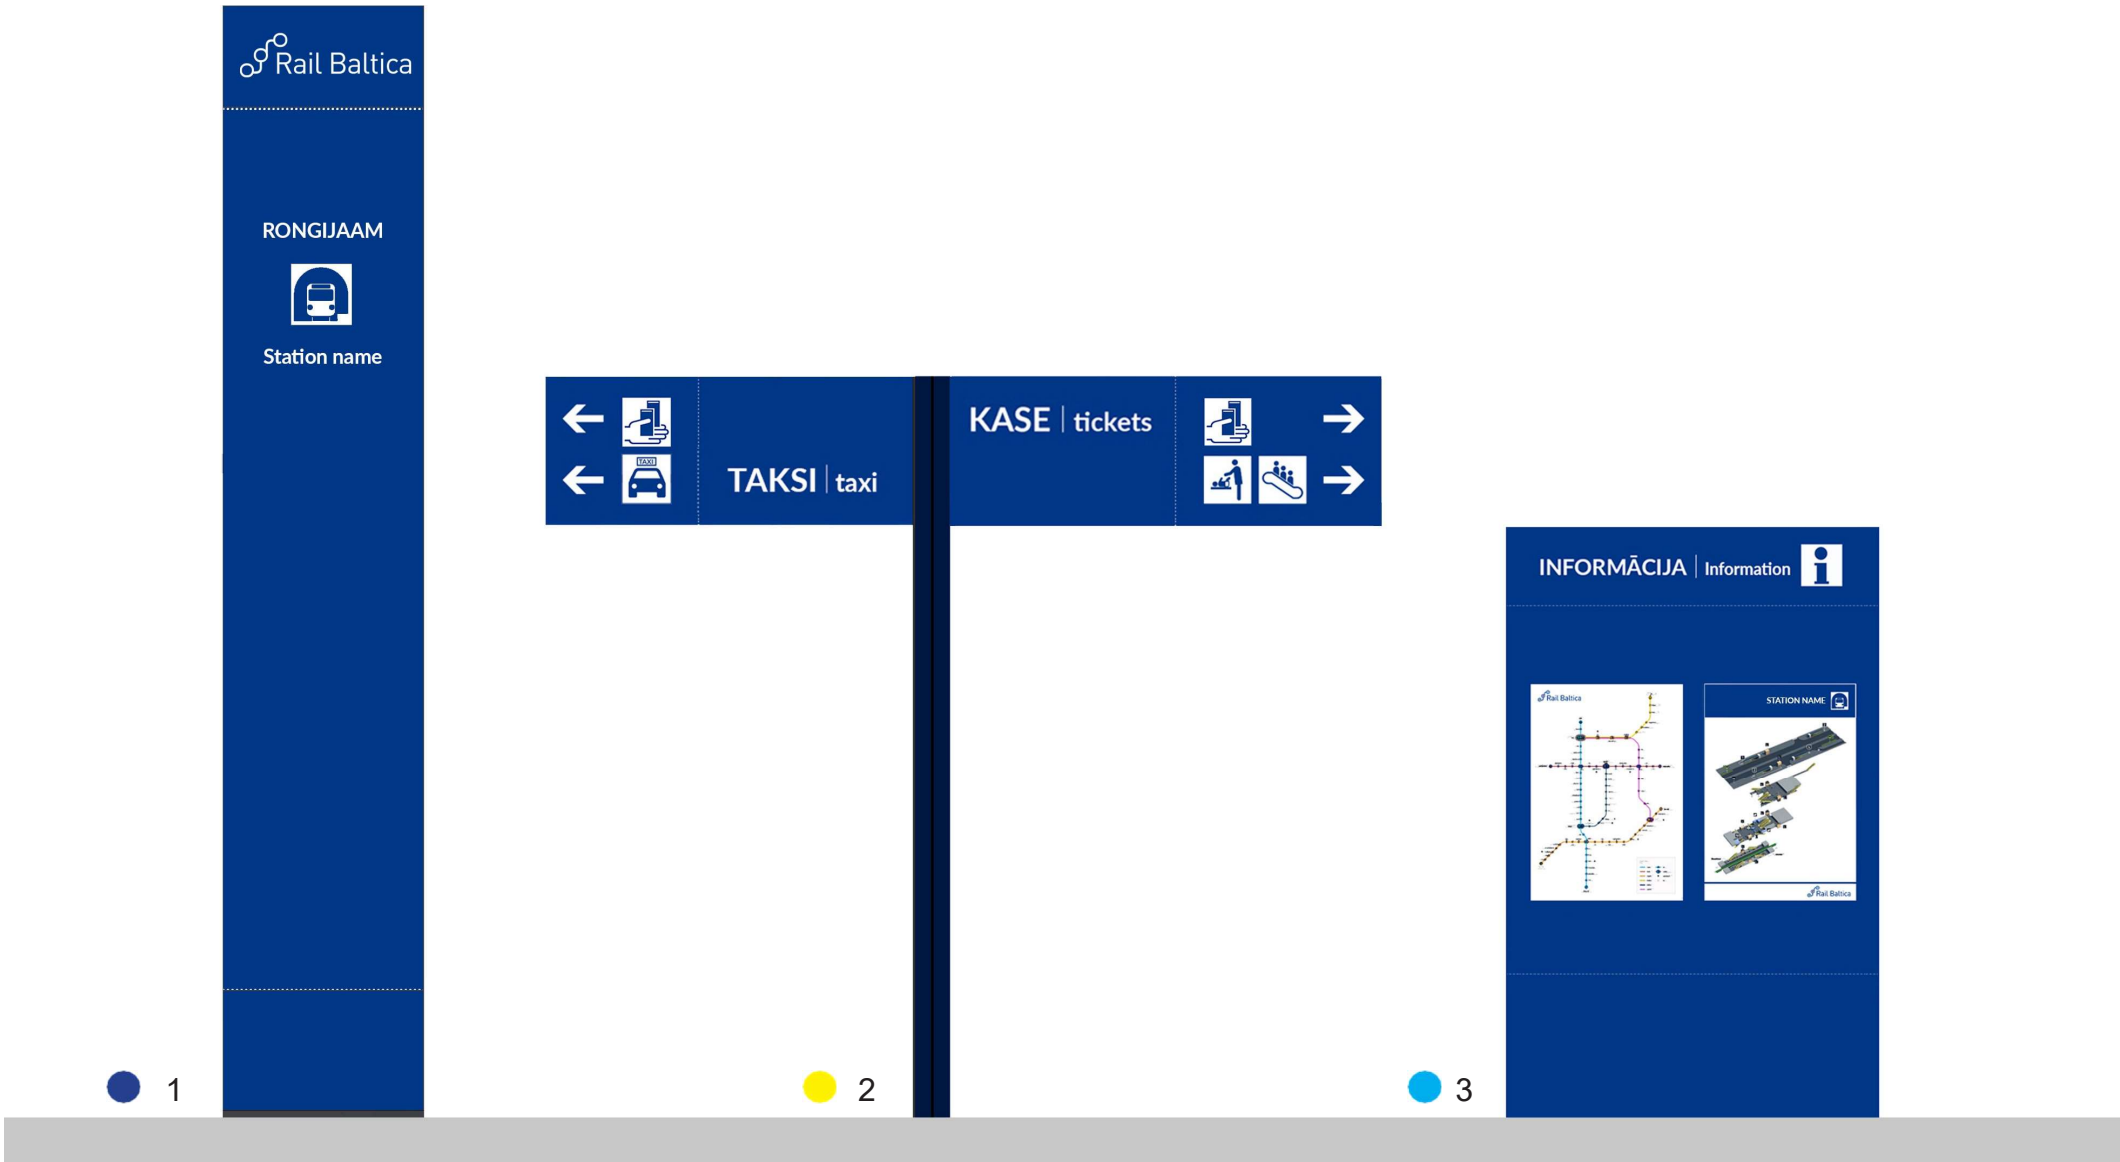 Rail Baltica
RONGIJAAM
Station name
TAXI
TAKSI | taxi
KASE | tickets
INFORMĀCIJA | Information
i
Rail Baltica
STATION NAME
Rail Baltica
1
2
3